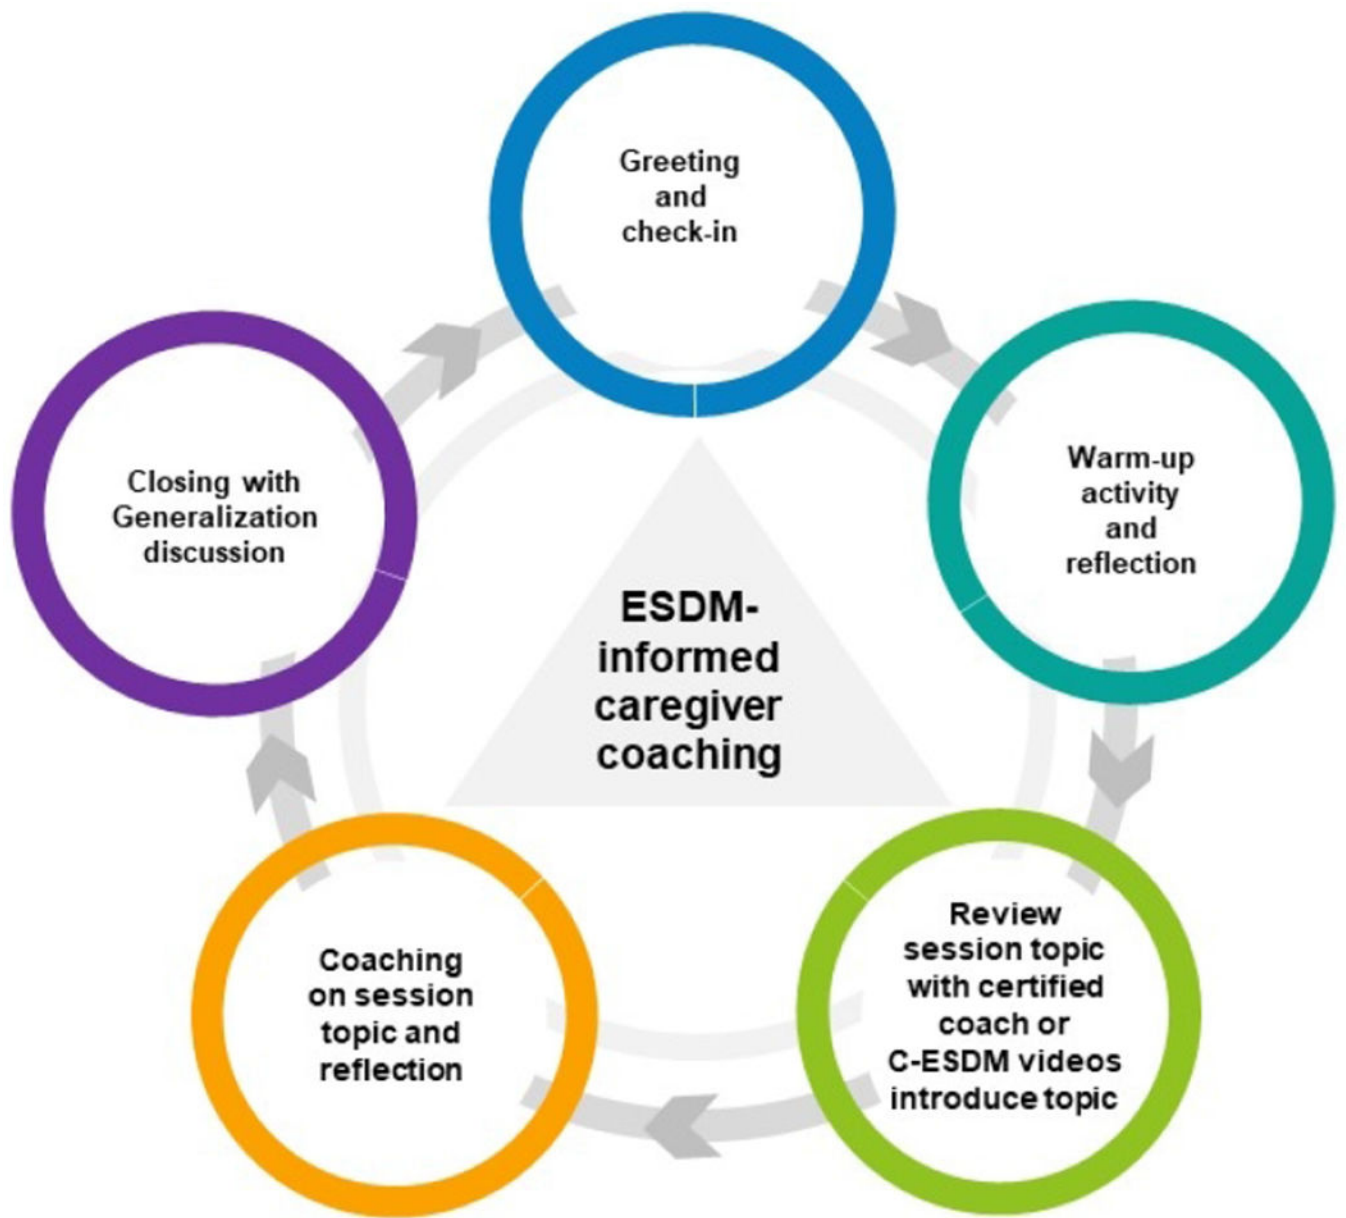 Greeting
and
check-in
Warm-up
activity
and
reflection
Review
session topic
with certified
coach or
C-ESDM videos
introduce topic
Coaching
on session
topic and
reflection
Closing with
Generalization
discussion
ESDM-
informed
caregiver
coaching